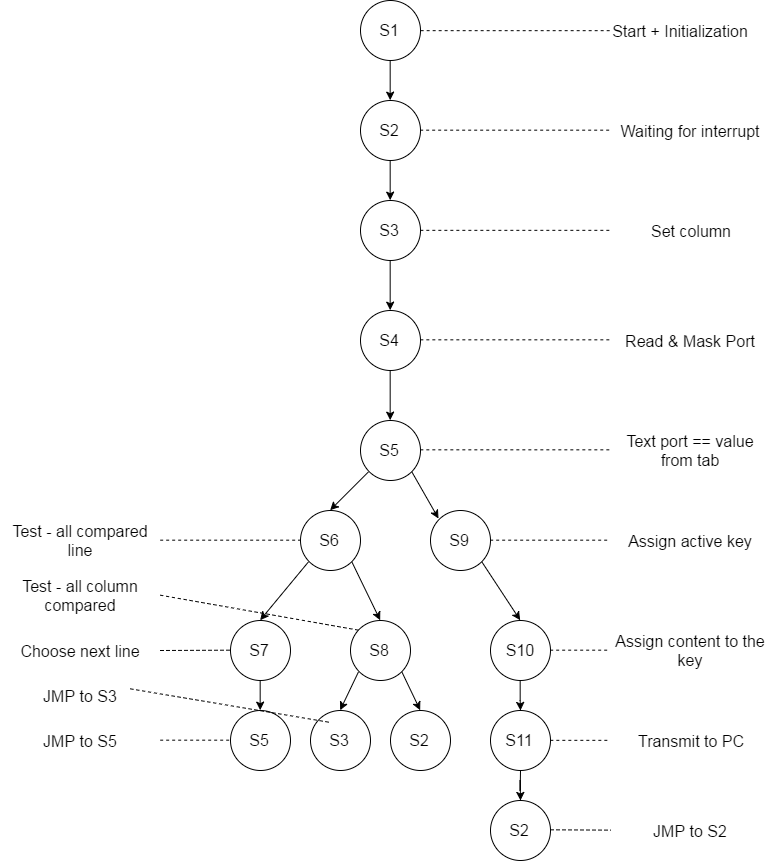 S1
Start + Initialization
S2
Waiting for interrupt
S3
Set column
S4
Read & Mask Port
S5
Text port == value
from tab
Test - all compared
line
S6
S9
Assign active key
Test - all column
compared
Choose next line
S7
S8
S10
Assign content to the
key
JMP to S3
JMP to S5
S5
S3
S2
S11
Transmit to PC
S2
JMP to S2